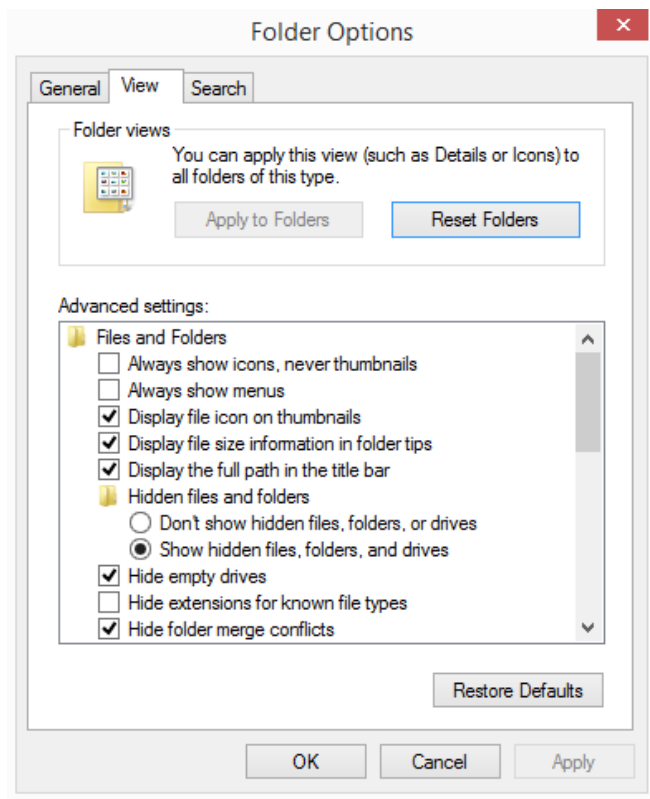 Folder Options
General View Search
Folder views
You can apply this view (such as Details or Icons) to
all folders of this type.
Apply to Folders Reset Folders
Advanced settings:
Files and Folders
Always show icons, never thumbnails
Always show menus
Display file icon on thumbnails
Display file size information in folder tips
Display the full path in the title bar
Hidden files and folders
Don't show hidden files, folders, or drives
Show hidden files, folders, and drives
Hide empty drives
Hide extensions for known file types
Hide folder merge conflicts
Restore Defaults
OK Cancel Apply